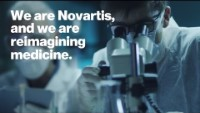 We are Novartis,
and we are
reimagining
medicine.